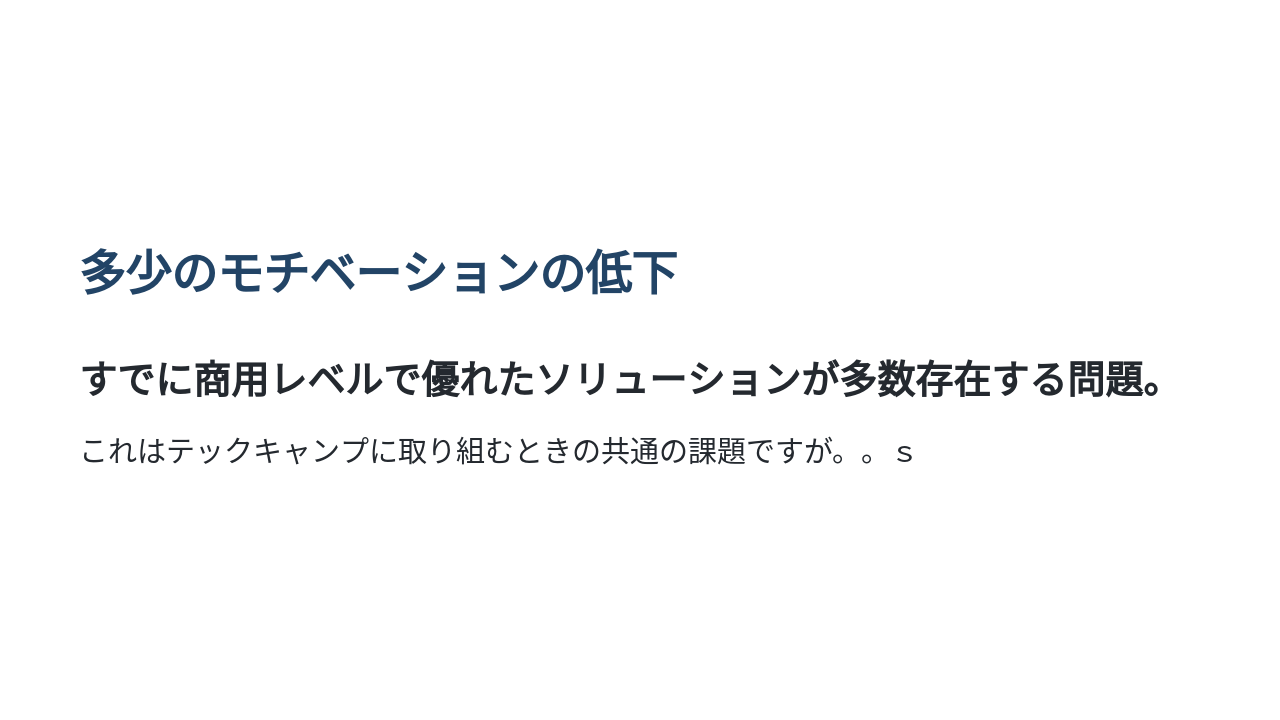 多少のモチベーションの低下
すでに商用レベルで優れたソリューションが多数存在する問題。
これはテックキャンプに取り組むときの共通の課題ですが。。ｓ